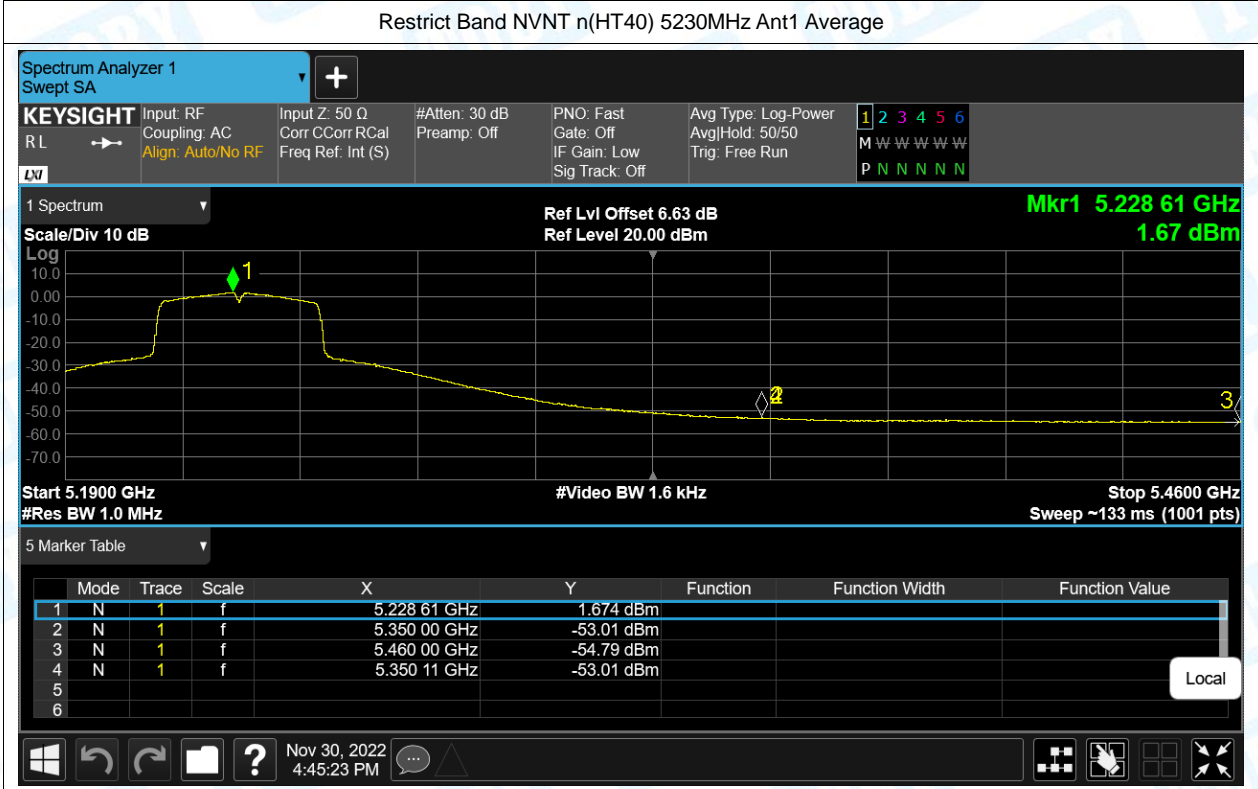 Restrict Band NVNT n(HT40) 5230MHz Ant1 Average
Spectrum Analyzer 1
Swept SA
+
KEYSIGHT Input: RF Input Z: 50 Ω #Atten: 30 dB PNO: Fast Avg Type: Log-Power 1 2 3 4 5 6
R L Coupling: AC Corr CCorr RCal Preamp: Off Gate: Off Avg|Hold: 50/50 M W W W W W W
Align: Auto/No RF Freq Ref: Int (S) IF Gain: Low Trig: Free Run
LXI Sig Track: Off P N N N N N N
1 Spectrum Ref Lvl Offset 6.63 dB Mkr1 5.228 61 GHz
Scale/Div 10 dB Ref Level 20.00 dBm 1.67 dBm
Log
10.0
1
0.00
-10.0
-20.0
-30.0
-40.0
-50.0
3
-60.0
-70.0
Start 5.1900 GHz #Video BW 1.6 kHz Stop 5.4600 GHz
#Res BW 1.0 MHz Sweep ~133 ms (1001 pts)
5 Marker Table
Mode Trace Scale X Y Function Function Width Function Value
1 N 1 f 5.228 61 GHz 1.674 dBm
2 N 1 f 5.350 00 GHz -53.01 dBm
3 N 1 f 5.460 00 GHz -54.79 dBm
4 N 1 f 5.350 11 GHz -53.01 dBm
5
6
Local
? Nov 30, 2022
4:45:23 PM